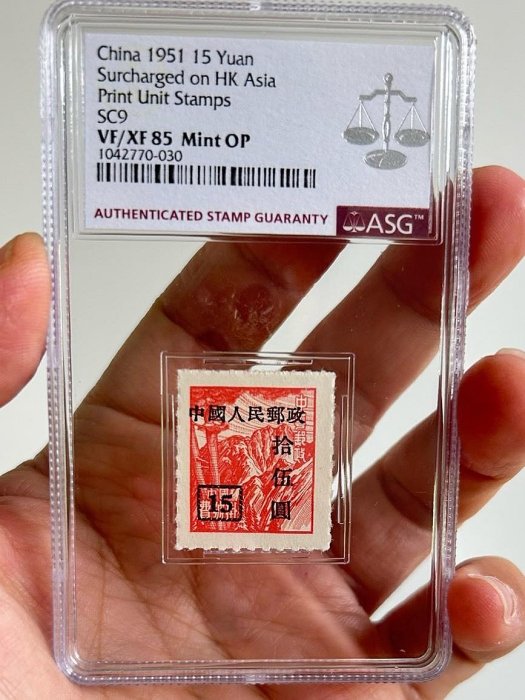 China 1951 15 Yuan
Surcharged on HK Asia
Print Unit Stamps
SC9
VF/XF 85 Mint OP
1042770-030
AUTHENTICATED STAMP GUARANTY
ASG™
中國人民郵政
拾伍圓
15